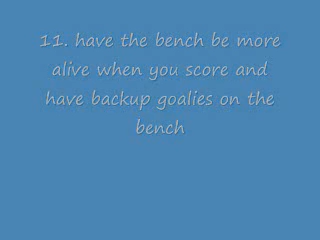 11. have the bench be more
alive when you score and
have backup goalies on the
bench